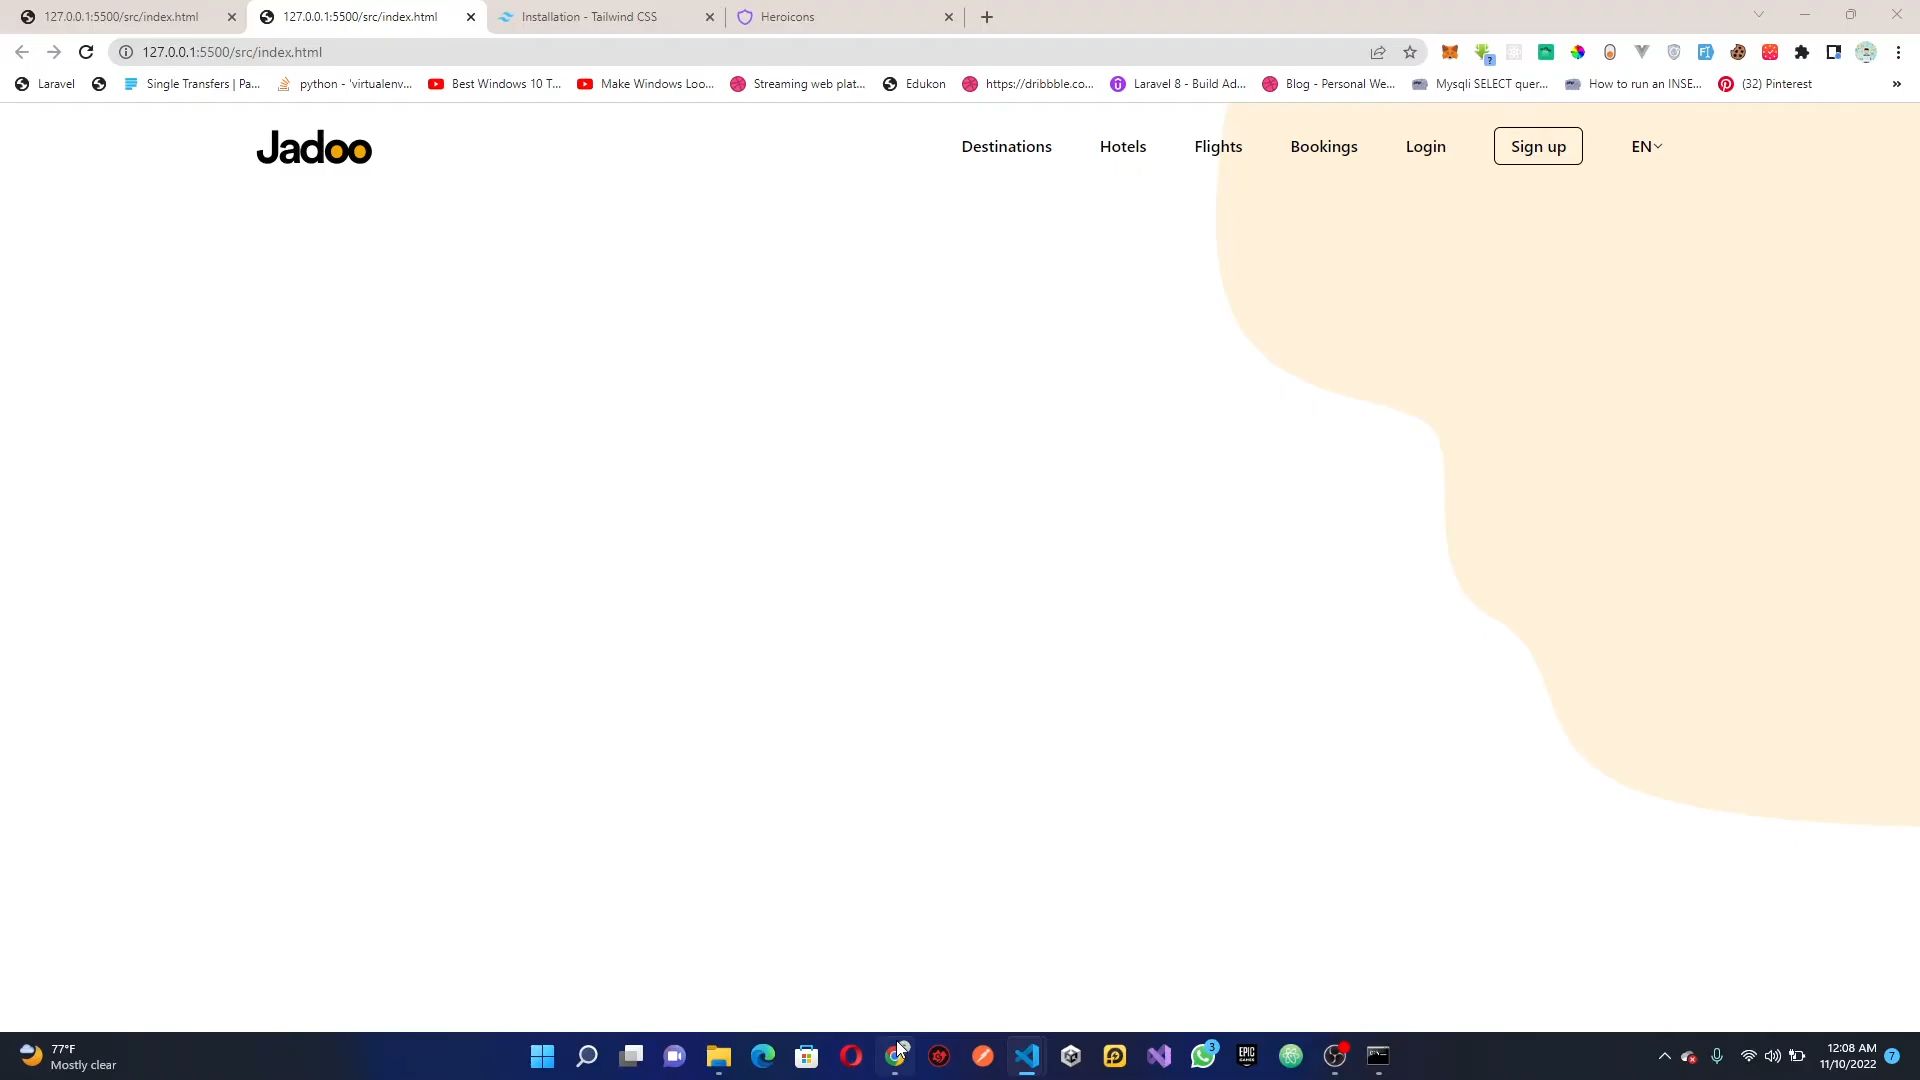 127.0.0.1:5500/src/index.html
127.0.0.1:5500/src/index.html
Installation - Tailwind CSS
Heroicons
127.0.0.1:5500/src/index.html
Laravel
Single Transfers | Pa...
python - 'virtualenv...
Best Windows 10 T...
Make Windows Loo...
Streaming web plat...
Edukon
https://dribbble.co...
Laravel 8 - Build Ad...
Blog - Personal We...
Mysqli SELECT quer...
How to run an INSE...
(32) Pinterest
»
Jadoo
Destinations
Hotels
Flights
Bookings
Login
Sign up
EN
77°F
Mostly clear
EPIC
GAMES
3
12:08 AM
11/10/2022
7